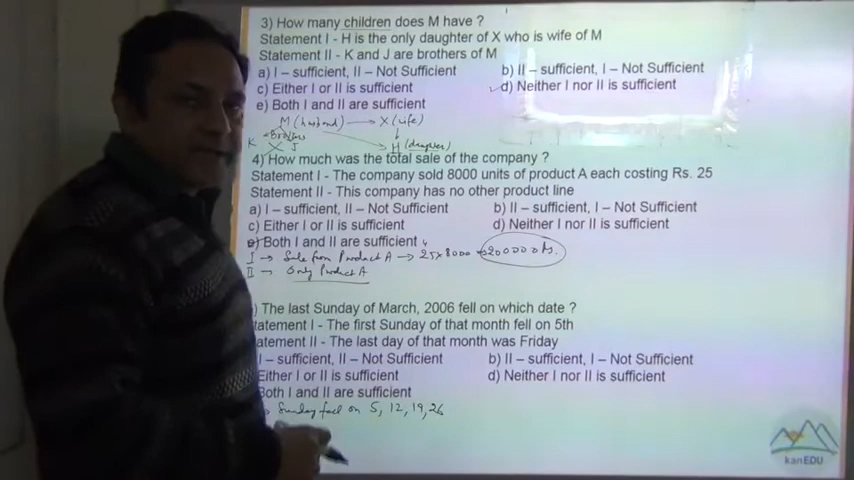 3) How many children does M have ?
Statement I - H is the only daughter of X who is wife of M
Statement II - K and J are brothers of M
a) I – sufficient, II – Not Sufficient b) II – sufficient, I – Not Sufficient
c) Either I or II is sufficient d) Neither I nor II is sufficient
e) Both I and II are sufficient
M (husband) → X (wife)
K Brothers J H (daughter)
4) How much was the total sale of the company ?
Statement I - The company sold 8000 units of product A each costing Rs. 25
Statement II - This company has no other product line
a) I – sufficient, II – Not Sufficient b) II – sufficient, I – Not Sufficient
c) Either I or II is sufficient d) Neither I nor II is sufficient
e) Both I and II are sufficient
I → Sale from Product A → 25 x 8000 → 200000 Rs.
II → Only Product A
) The last Sunday of March, 2006 fell on which date ?
tatement I - The first Sunday of that month fell on 5th
atement II - The last day of that month was Friday
I – sufficient, II – Not Sufficient b) II – sufficient, I – Not Sufficient
Either I or II is sufficient d) Neither I nor II is sufficient
Both I and II are sufficient
Sunday fall on 5, 12, 19, 26
kanEDU